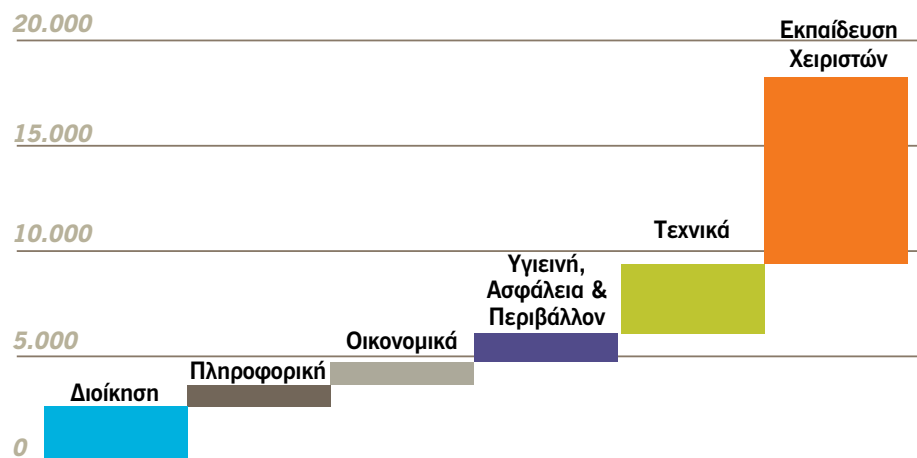 20.000
Εκπαίδευση
Χειριστών
15.000
10.000
Τεχνικά
Υγιεινή,
Ασφάλεια &
Περιβάλλον
5.000
Οικονομικά
Πληροφορική
Διοίκηση
0